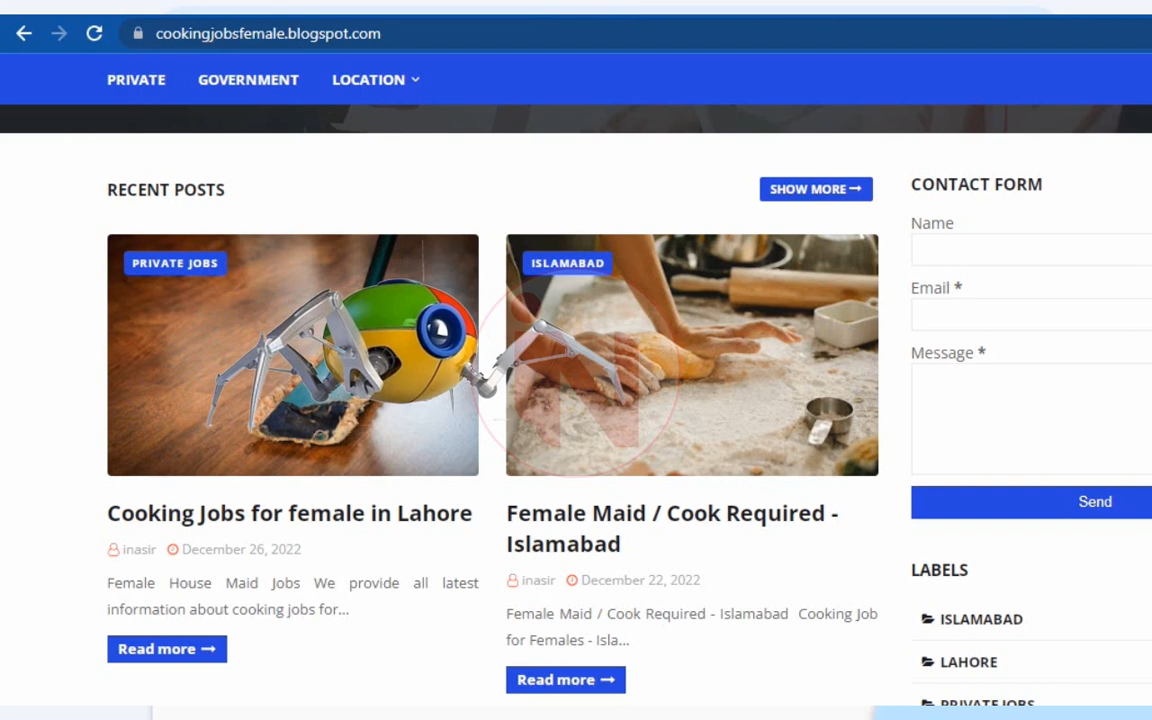 cookingjobsfemale.blogspot.com
PRIVATE GOVERNMENT LOCATION
RECENT POSTS
SHOW MORE
PRIVATE JOBS
ISLAMABAD
Cooking Jobs for female in Lahore
inasir December 26, 2022
Female House Maid Jobs We provide all latest
information about cooking jobs for...
Read more
Female Maid / Cook Required -
Islamabad
inasir December 22, 2022
Female Maid / Cook Required - Islamabad Cooking Job
for Females - Isla...
Read more
CONTACT FORM
Name
Email *
Message *
Send
LABELS
ISLAMABAD
LAHORE
PRIVATE JOBS